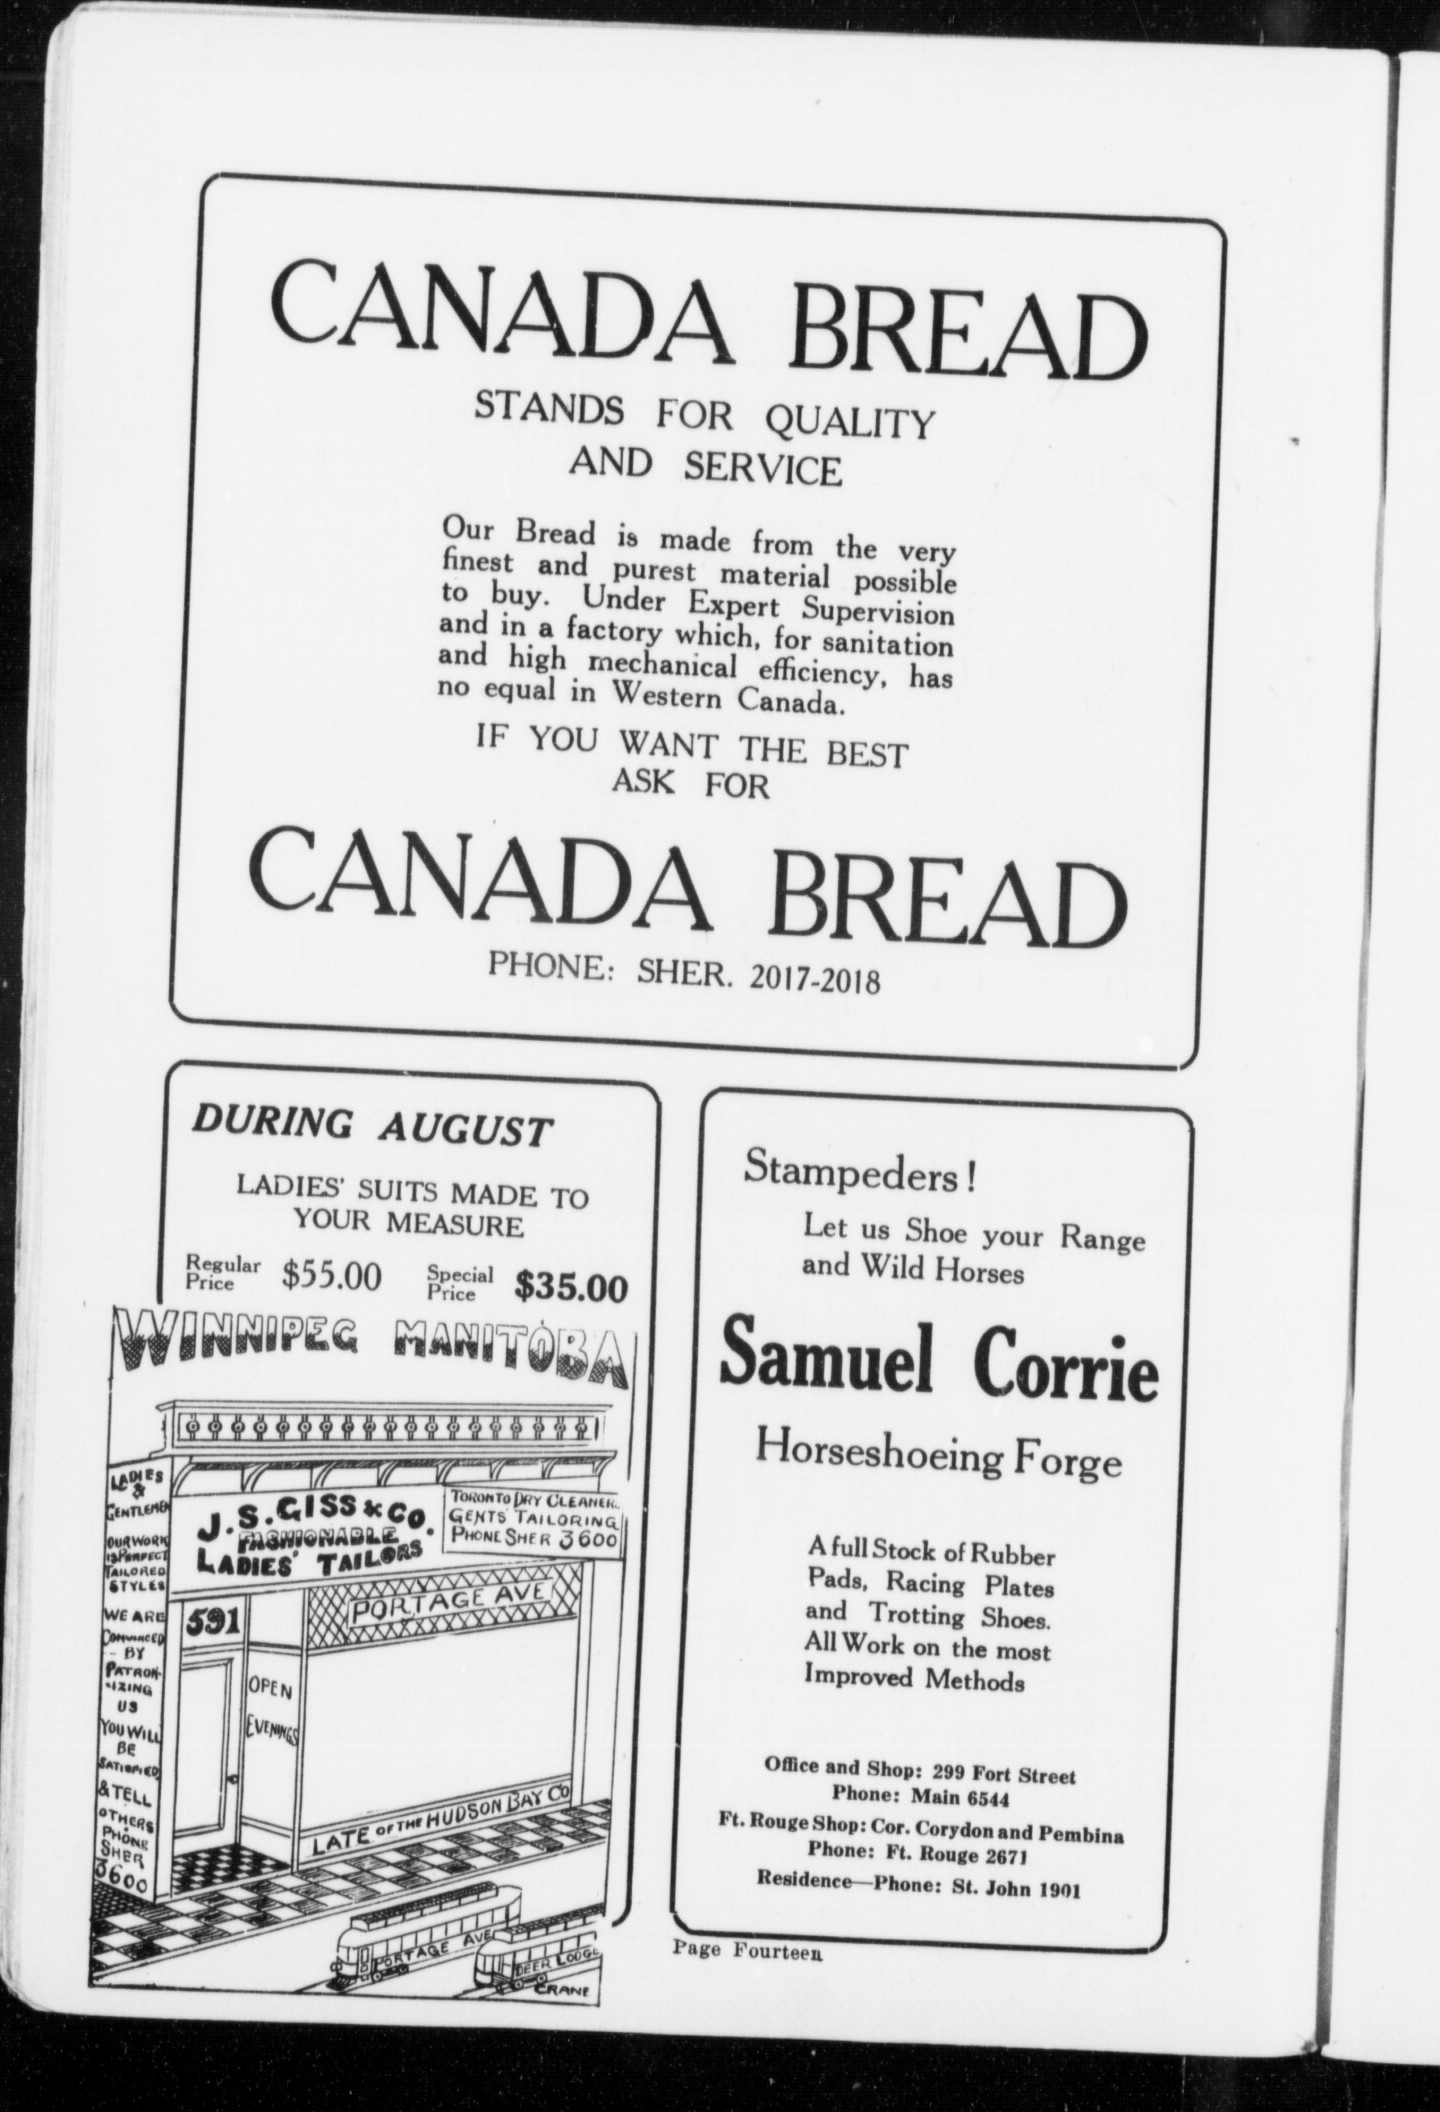 CANADA BREAD
STANDS FOR QUALITY
AND SERVICE
Our Bread is made from the very
finest and purest material possible
to buy. Under Expert Supervision
and in a factory which, for sanitation
and high mechanical efficiency, has
no equal in Western Canada.
IF YOU WANT THE BEST
ASK FOR
CANADA BREAD
PHONE: SHER. 2017-2018
DURING AUGUST
LADIES' SUITS MADE TO
YOUR MEASURE
Regular Price $55.00 Special Price $35.00
WINNIPEG MANITOBA
LADIES
&
GENTLEMEN
OUR WORK
IS PERFECT
TAILORED
STYLES
WE ARE
CONVINCED
BY
PATRON-
IZING
US
YOU WILL
BE
SATISFIED
& TELL
OTHERS
PHONE
SHER
3600
J. S. GISS & CO.
FASHIONABLE
LADIES' TAILORS
TORONTO DRY CLEANER
GENTS' TAILORING
PHONE SHER 3600
591
PORTAGE AVE
OPEN
EVENINGS
LATE OF THE HUDSON BAY CO
PORTAGE AVE
DEER LODGE
CRANE
Stampeders!
Let us Shoe your Range
and Wild Horses
Samuel Corrie
Horseshoeing Forge
A full Stock of Rubber
Pads, Racing Plates
and Trotting Shoes.
All Work on the most
Improved Methods
Office and Shop: 299 Fort Street
Phone: Main 6544
Ft. Rouge Shop: Cor. Corydon and Pembina
Phone: Ft. Rouge 2671
Residence—Phone: St. John 1901
Page Fourteen